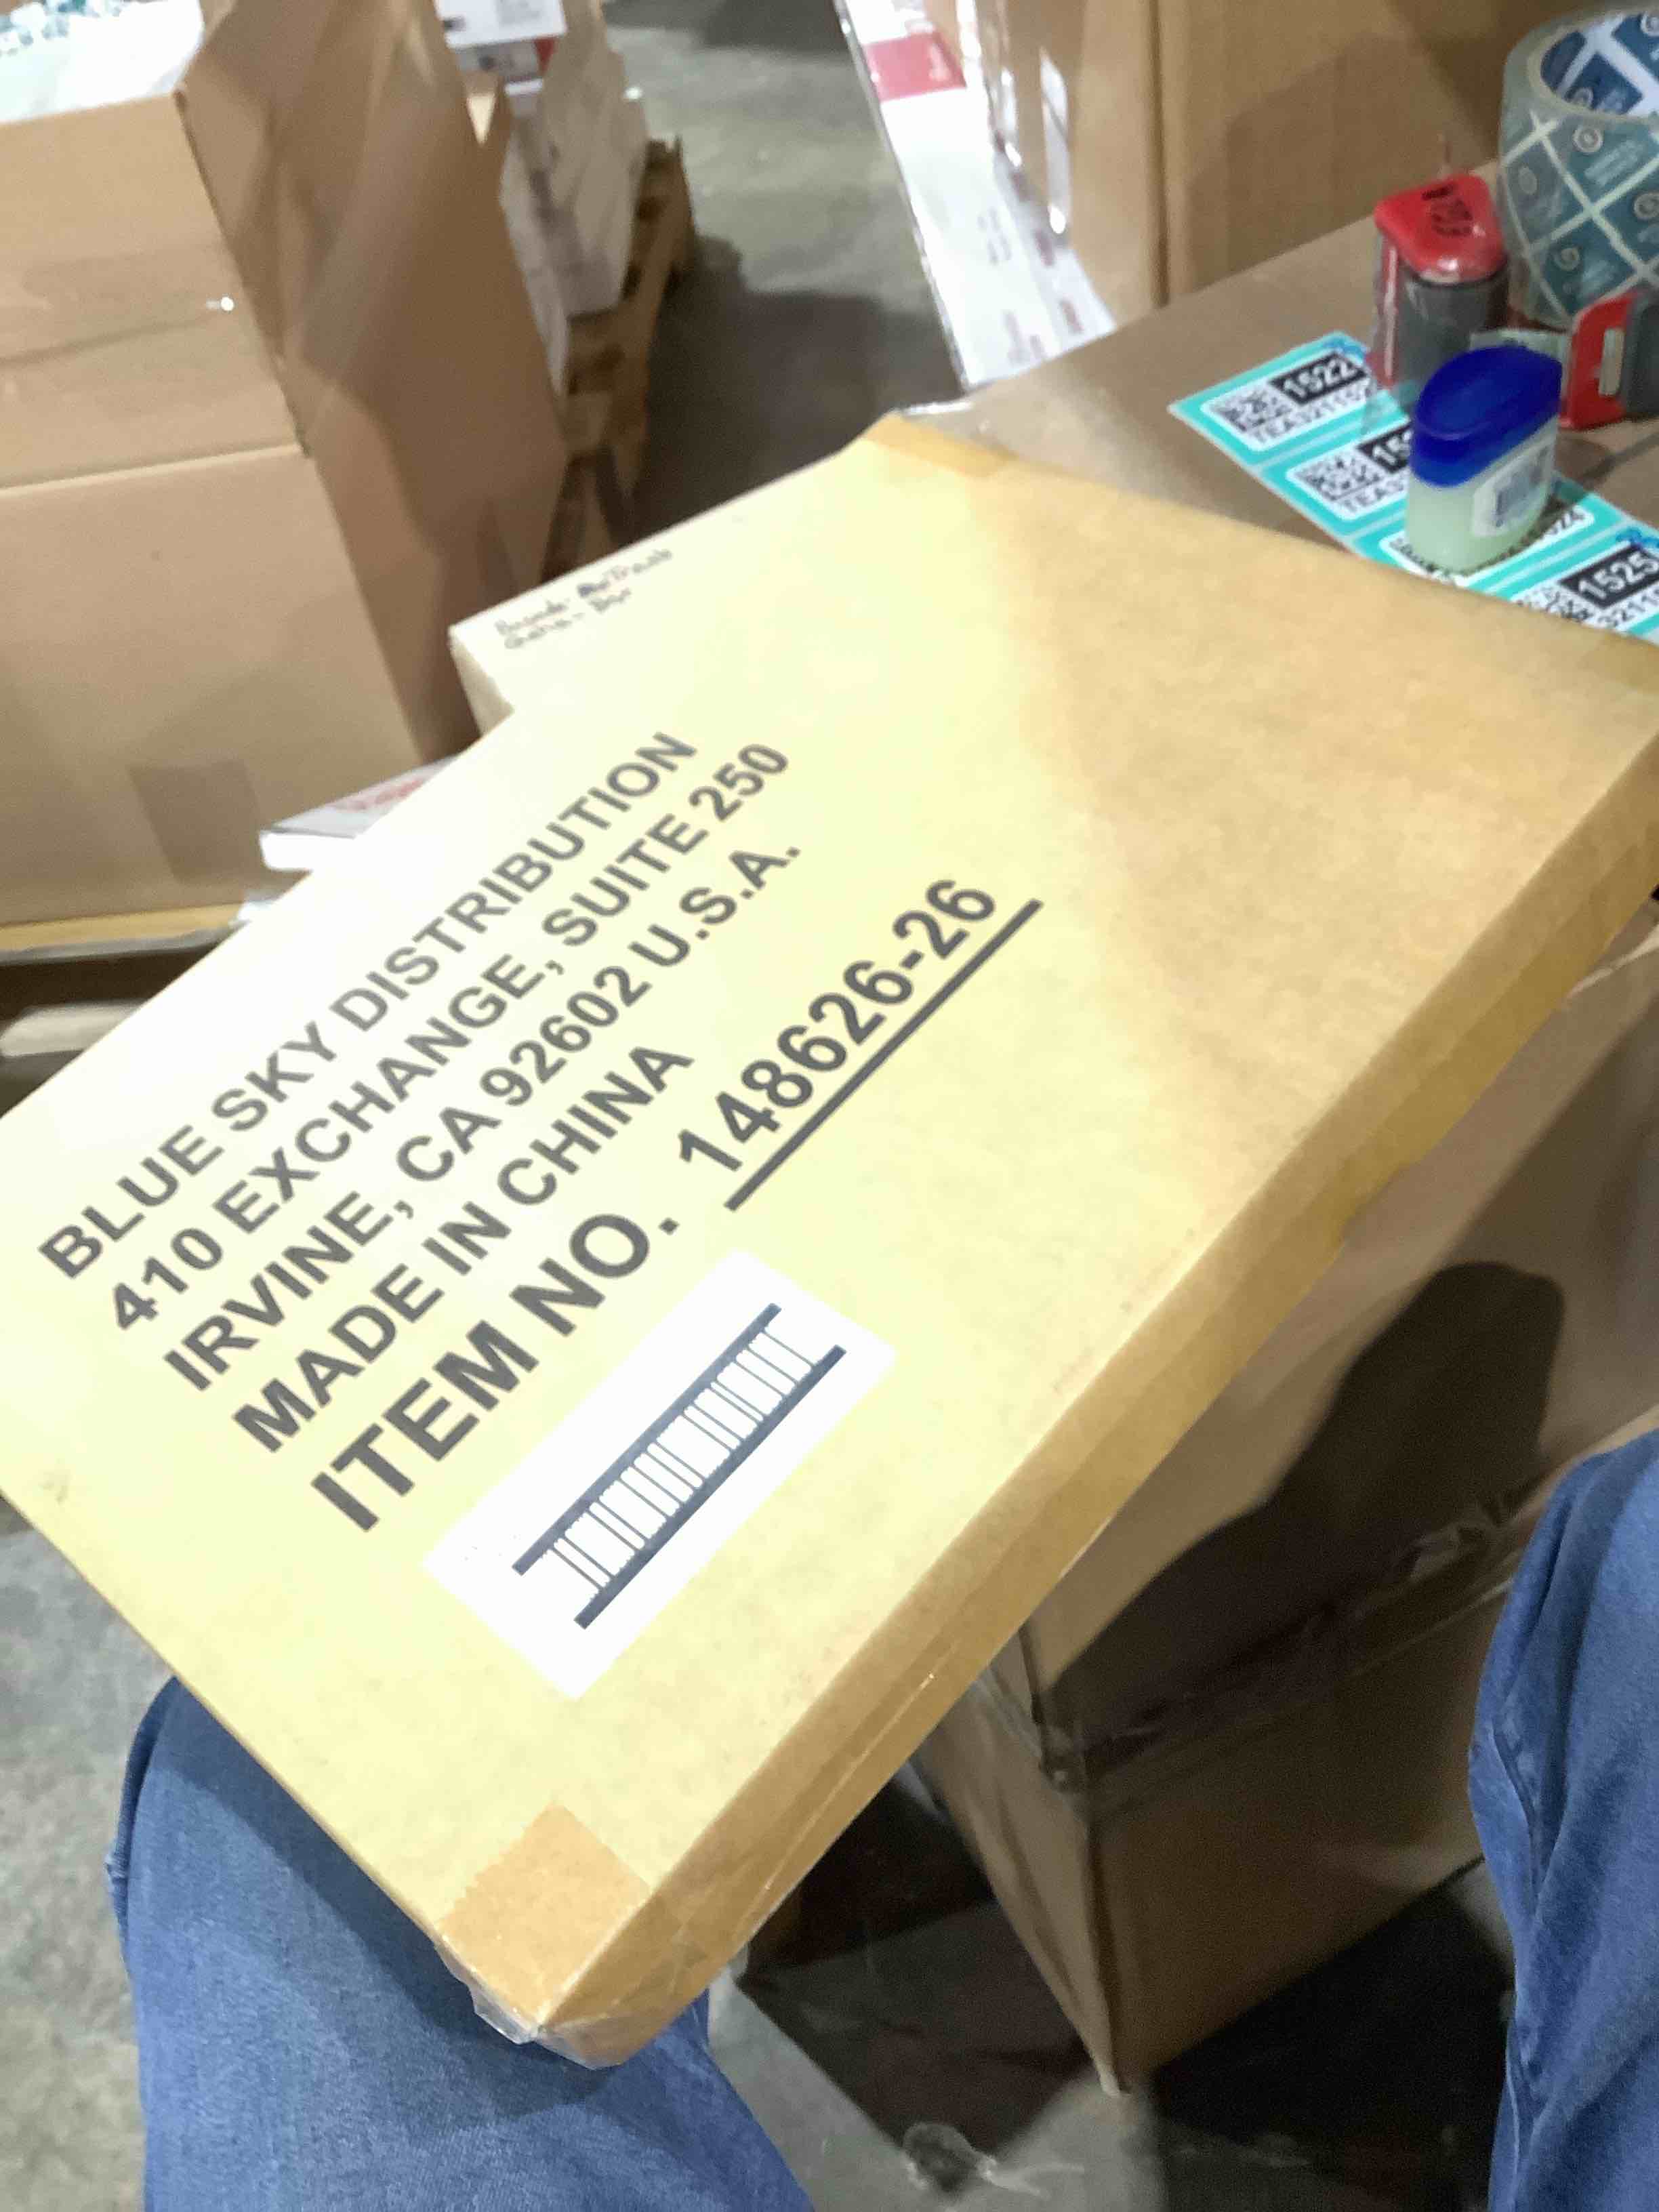 BLUE SKY DISTRIBUTION
410 EXCHANGE, SUITE 250
IRVINE, CA 92602 U.S.A.
MADE IN CHINA
ITEM NO. 148626-26
1522
1525